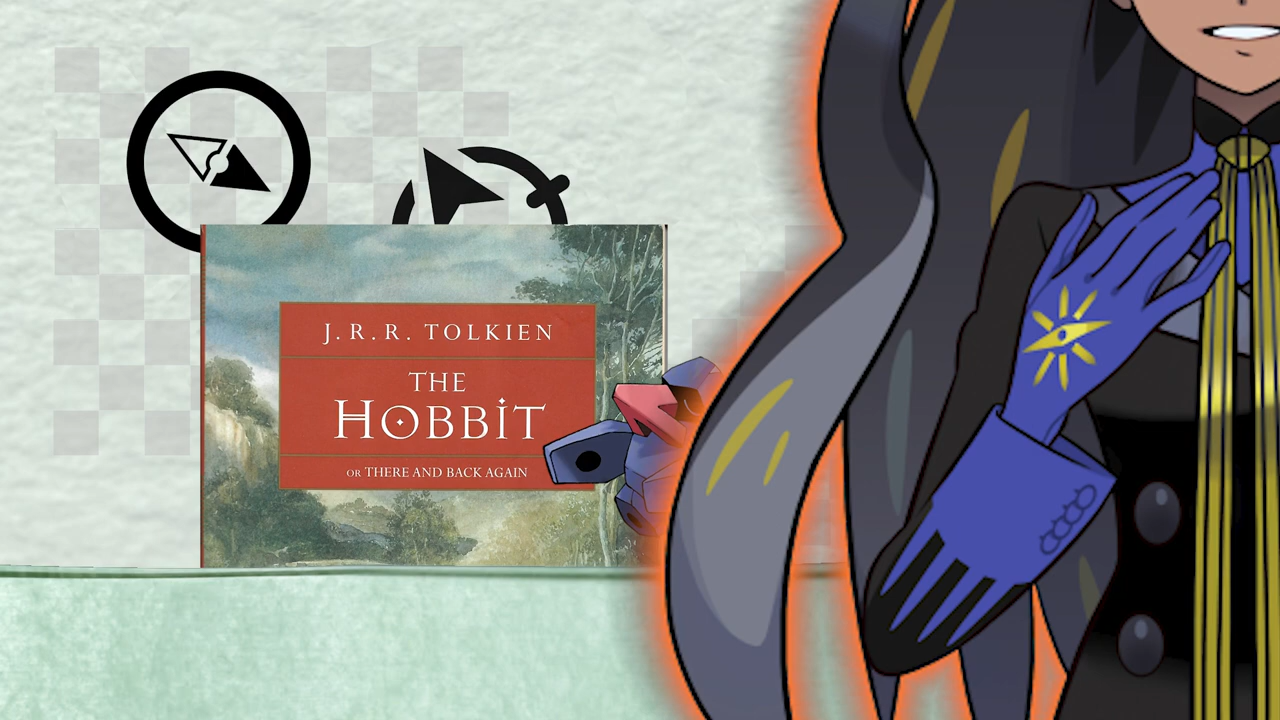 J.R.R. TOLKIEN
THE
HOBBIT
OR THERE AND BACK AGAIN